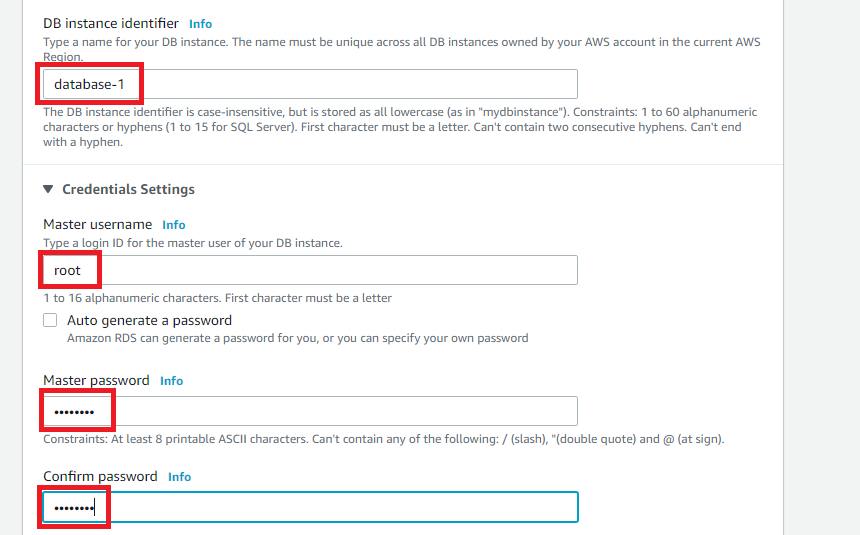 DB instance identifier Info
Type a name for your DB instance. The name must be unique across all DB instances owned by your AWS account in the current AWS
Region.
database-1
The DB instance identifier is case-insensitive, but is stored as all lowercase (as in "mydbinstance"). Constraints: 1 to 60 alphanumeric
characters or hyphens (1 to 15 for SQL Server). First character must be a letter. Can't contain two consecutive hyphens. Can't end
with a hyphen.
▼ Credentials Settings
Master username Info
Type a login ID for the master user of your DB instance.
root
1 to 16 alphanumeric characters. First character must be a letter
Auto generate a password
Amazon RDS can generate a password for you, or you can specify your own password
Master password Info
••••••••
Constraints: At least 8 printable ASCII characters. Can't contain any of the following: / (slash), "(double quote) and @ (at sign).
Confirm password Info
••••••••